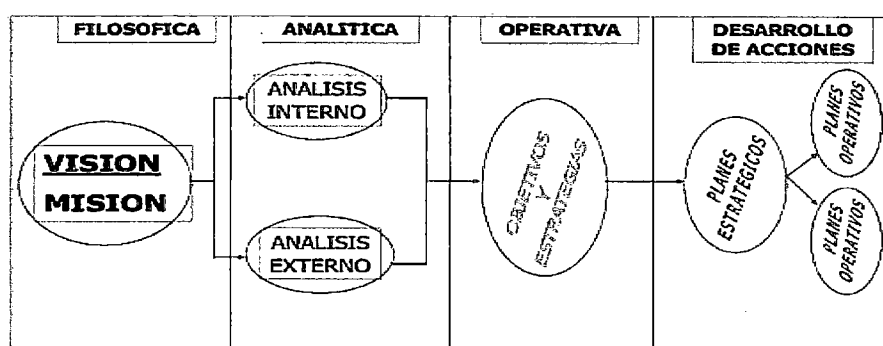 FILOSOFICA
ANALITICA
OPERATIVA
DESARROLLO
DE ACCIONES
VISION
MISION
ANALISIS
INTERNO
ANALISIS
EXTERNO
OBJETIVOS
Y
ESTRATEGIAS
PLANES
ESTRATEGICOS
PLANES
OPERATIVOS
PLANES
OPERATIVOS